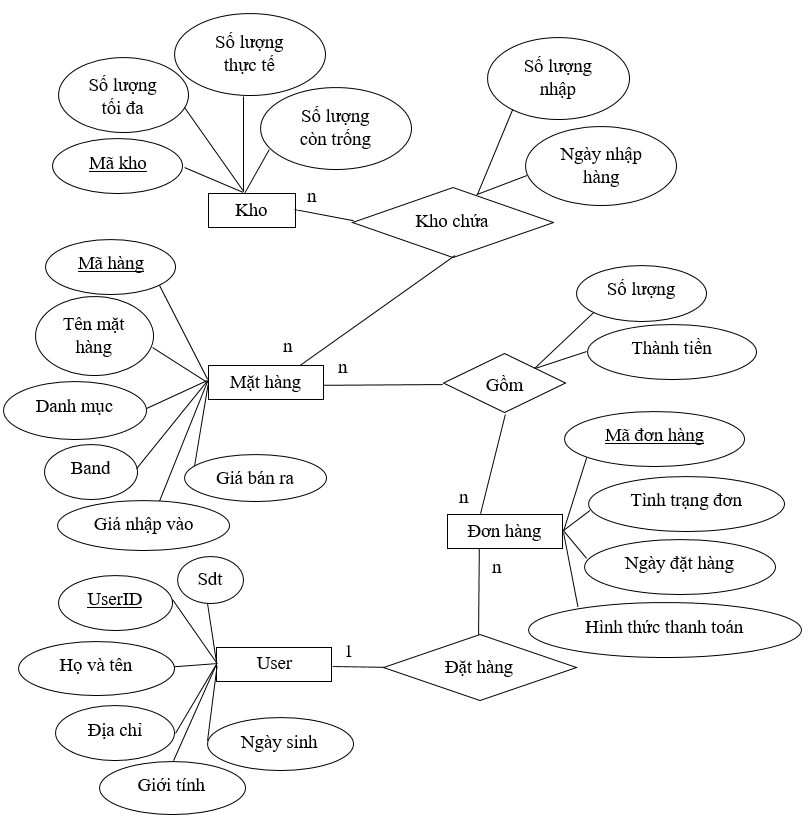 Số lượng
thực tế
Số lượng
tối đa
Số lượng
còn trống
Mã kho
Kho
n
Số lượng
nhập
Ngày nhập
hàng
Kho chứa
Mã hàng
Tên mặt
hàng
Danh mục
Band
Giá nhập vào
Giá bán ra
n
Mặt hàng
n
Gồm
Số lượng
Thành tiền
Mã đơn hàng
n
Đơn hàng
n
Tình trạng đơn
Ngày đặt hàng
Hình thức thanh toán
Sdt
UserID
Họ và tên
Địa chỉ
Giới tính
Ngày sinh
User
1
Đặt hàng